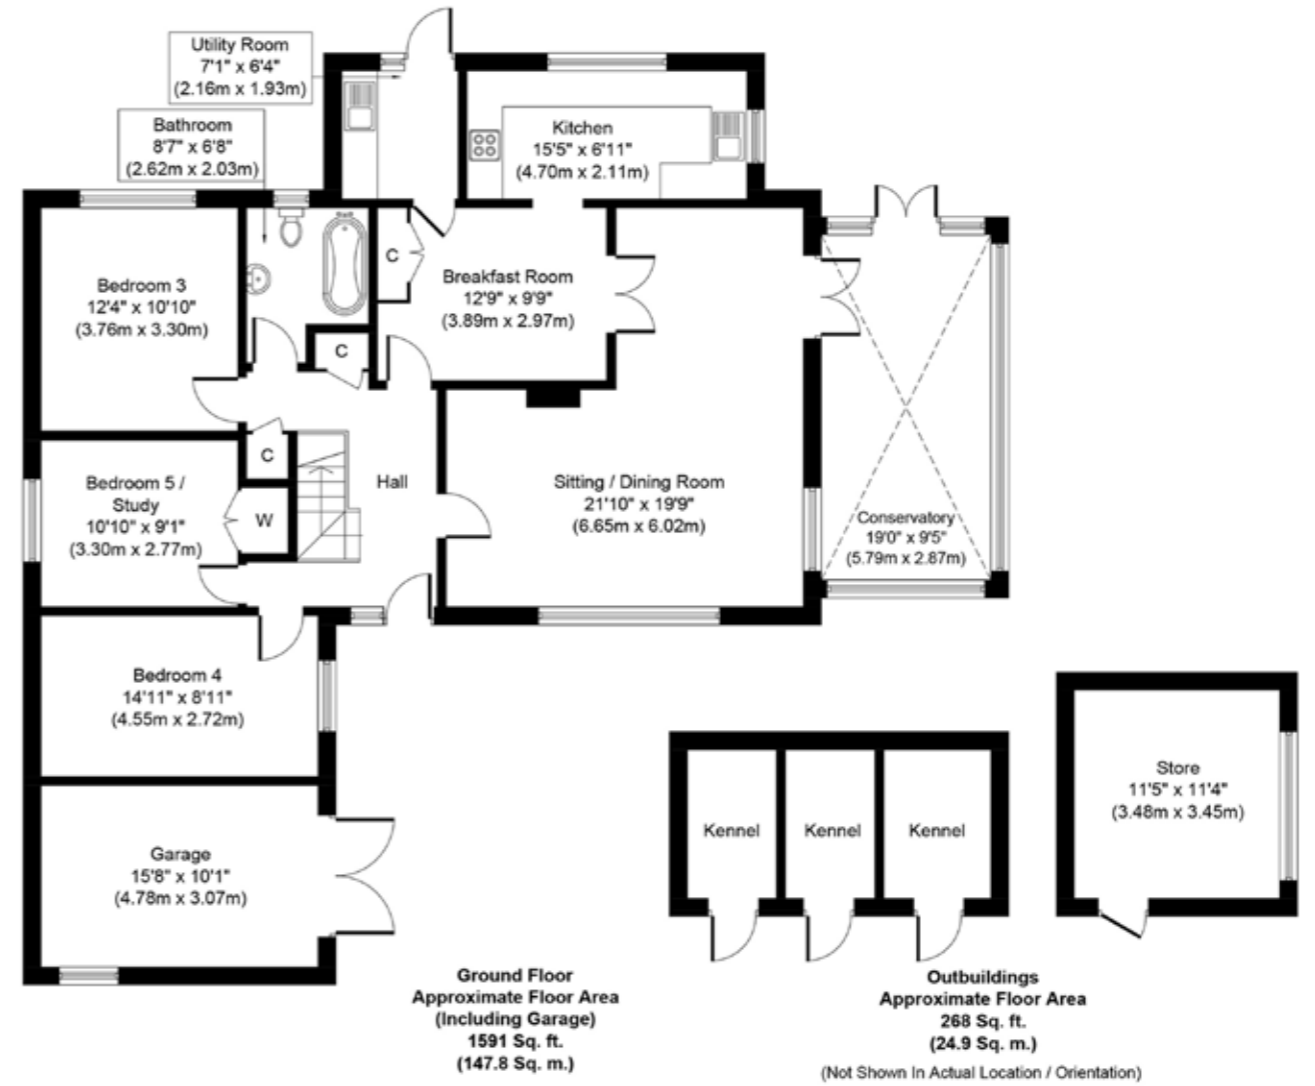 Utility Room
7'1" x 6'4"
(2.16m x 1.93m)
Bathroom
8'7" x 6'8"
(2.62m x 2.03m)
Kitchen
15'5" x 6'11"
(4.70m x 2.11m)
Bedroom 3
12'4" x 10'10"
(3.76m x 3.30m)
C
Breakfast Room
12'9" x 9'9"
(3.89m x 2.97m)
C
C
Bedroom 5 /
Study
10'10" x 9'1"
(3.30m x 2.77m)
W
Hall
Sitting / Dining Room
21'10" x 19'9"
(6.65m x 6.02m)
Conservatory
19'0" x 9'5"
(5.79m x 2.87m)
Bedroom 4
14'11" x 8'11"
(4.55m x 2.72m)
Garage
15'8" x 10'1"
(4.78m x 3.07m)
Kennel
Kennel
Kennel
Store
11'5" x 11'4"
(3.48m x 3.45m)
Ground Floor
Approximate Floor Area
(Including Garage)
1591 Sq. ft.
(147.8 Sq. m.)
Outbuildings
Approximate Floor Area
268 Sq. ft.
(24.9 Sq. m.)
(Not Shown In Actual Location / Orientation)